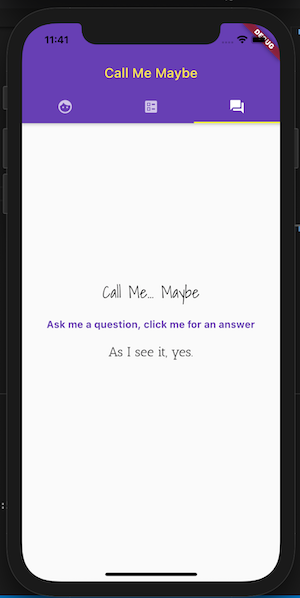 11:41
DEBUG
Call Me Maybe
Call Me... Maybe
Ask me a question, click me for an answer
As I see it, yes.